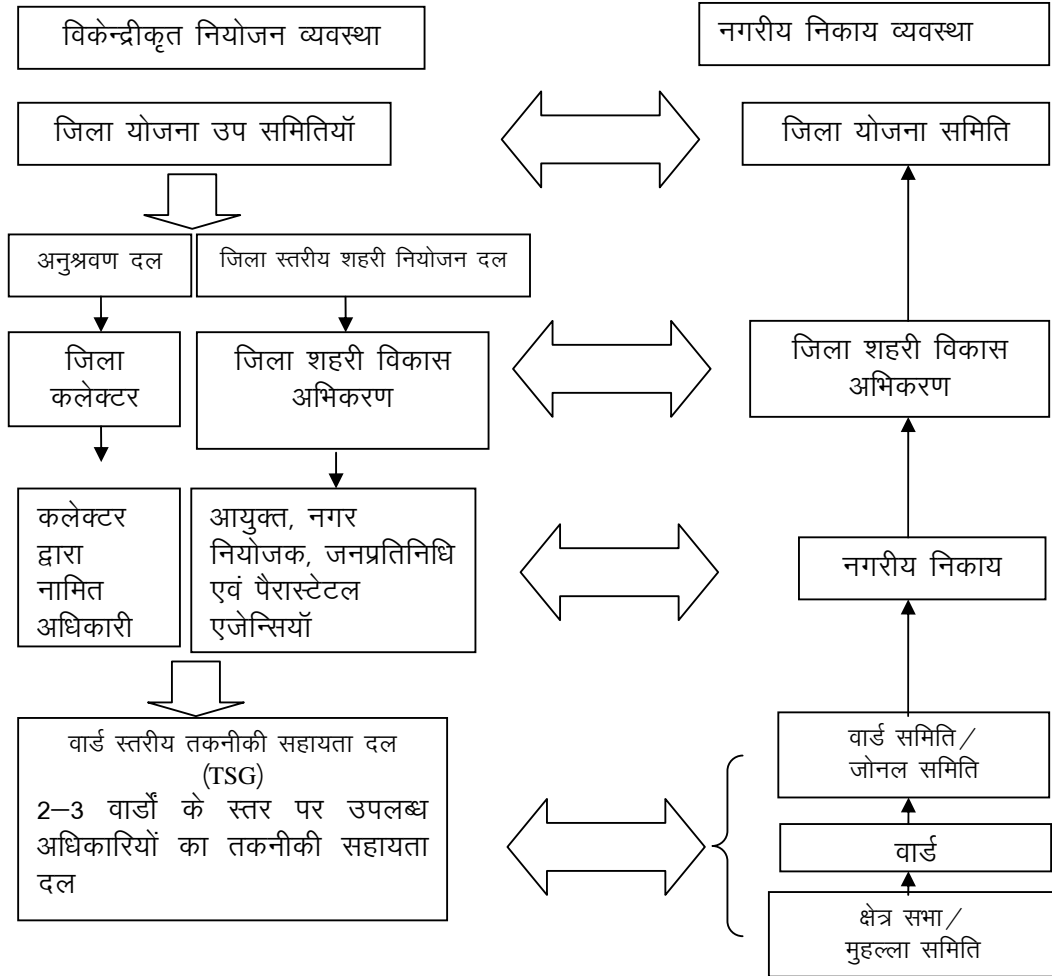 विकेन्द्रीकृत नियोजन व्यवस्था
नगरीय निकाय व्यवस्था
जिला योजना उप समितियॉ
जिला योजना समिति
अनुश्रवण दल
जिला स्तरीय शहरी नियोजन दल
जिला
कलेक्टर
जिला शहरी विकास
अभिकरण
जिला शहरी विकास
अभिकरण
कलेक्टर
द्वारा
नामित
अधिकारी
आयुक्त, नगर
नियोजक, जनप्रतिनिधि
एवं पैरास्टेटल
एजेन्सियॉ
नगरीय निकाय
वार्ड स्तरीय तकनीकी सहायता दल
(TSG)
2–3 वार्डों के स्तर पर उपलब्ध
अधिकारियों का तकनीकी सहायता
दल
वार्ड समिति/
जोनल समिति
वार्ड
क्षेत्र सभा/
मुहल्ला समिति